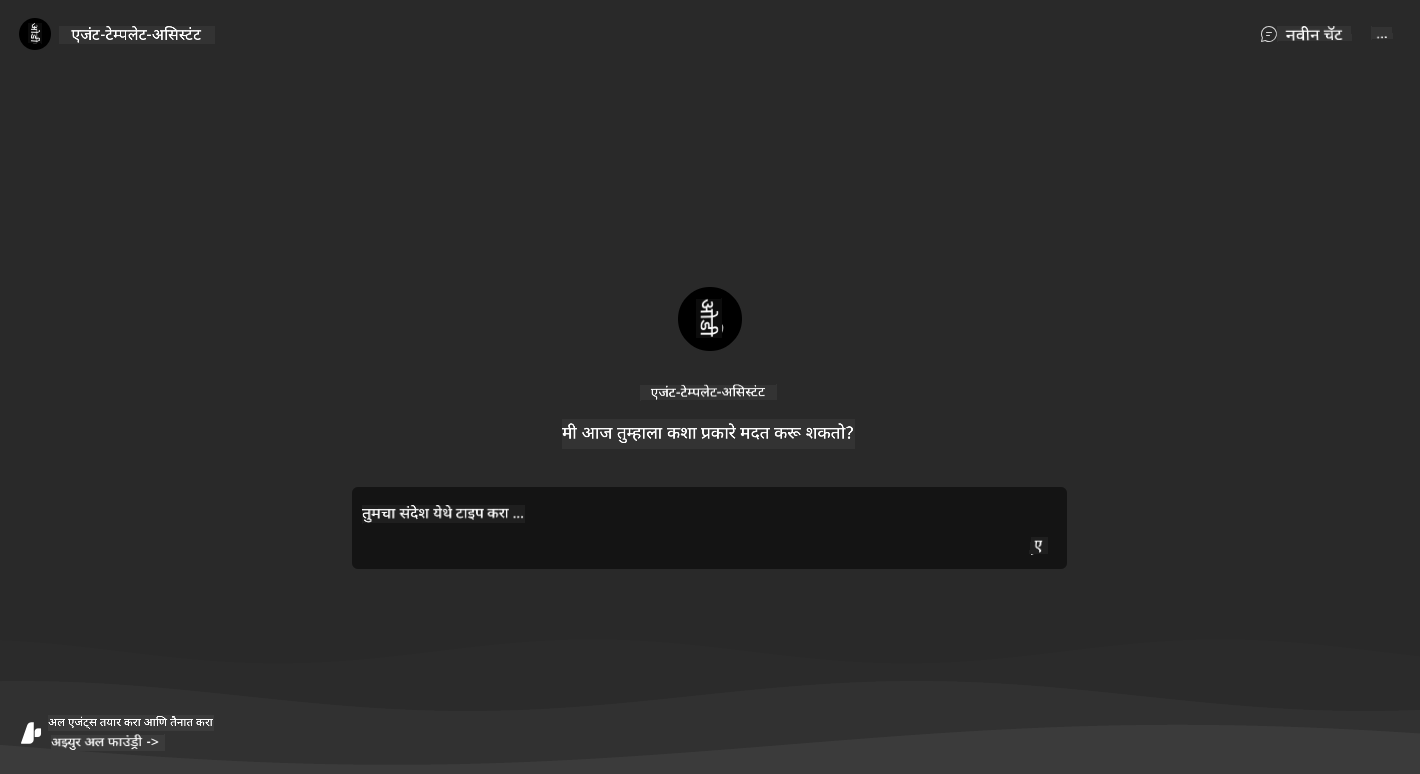 ओडी
एजंट-टेम्पलेट-असिस्टंट
नवीन चॅट
...
ओडी
एजंट-टेम्पलेट-असिस्टंट
मी आज तुम्हाला कशा प्रकारे मदत करू शकतो?
तुमचा संदेश येथे टाइप करा ...
ए
अल एजंट्स तयार करा आणि तैनात करा
अझ्युर अल फाउंड्री ->